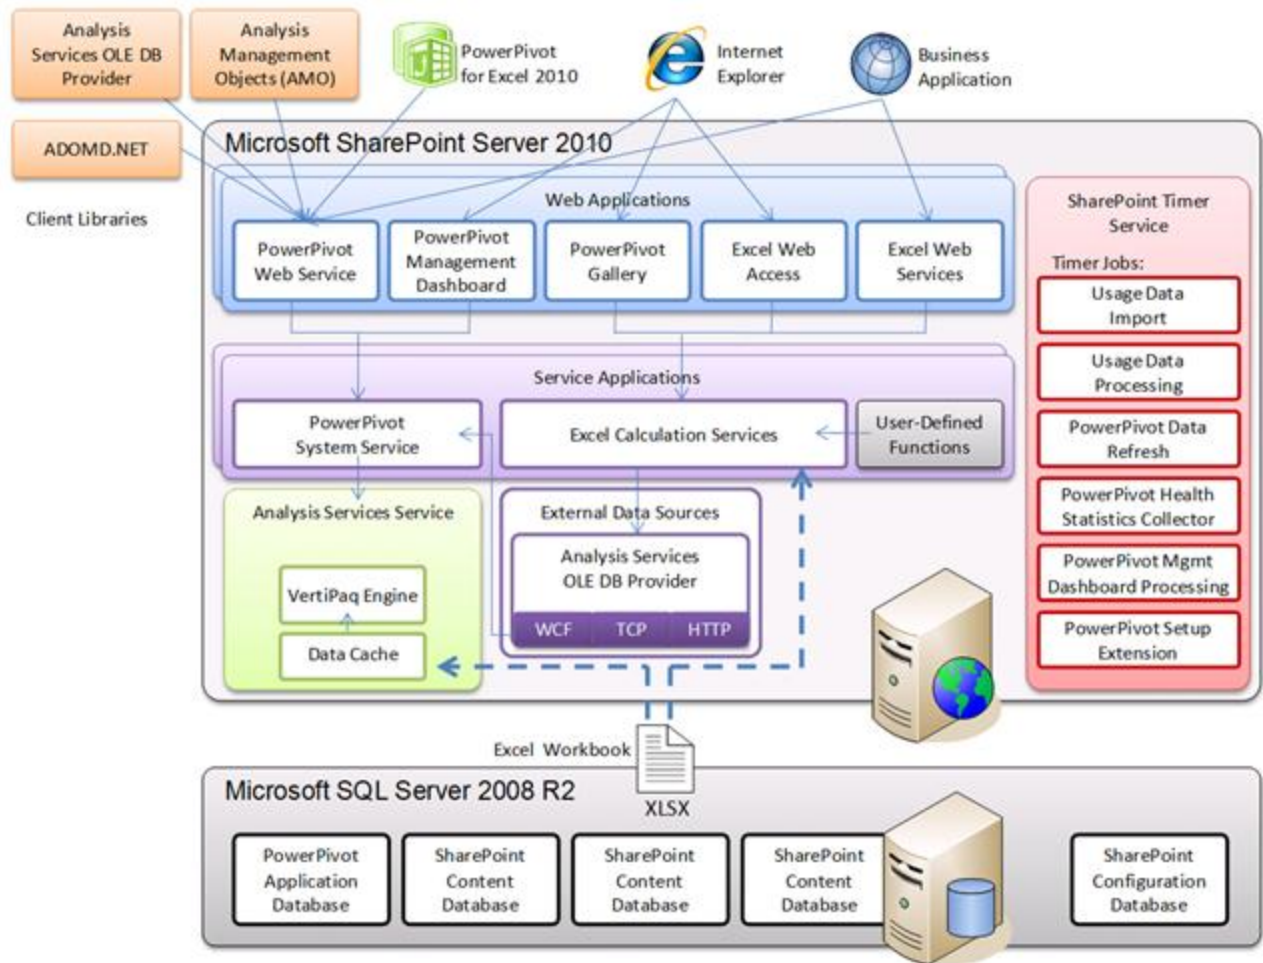 Analysis
Services OLE DB
Provider
Analysis
Management
Objects (AMO)
PowerPivot
for Excel 2010
Internet
Explorer
Business
Application
ADOMD.NET
Client Libraries
Microsoft SharePoint Server 2010
Web Applications
PowerPivot
Web Service
PowerPivot
Management
Dashboard
PowerPivot
Gallery
Excel Web
Access
Excel Web
Services
Service Applications
PowerPivot
System Service
Excel Calculation Services
User-Defined
Functions
Analysis Services Service
VertiPaq Engine
Data Cache
External Data Sources
Analysis Services
OLE DB Provider
WCF
TCP
HTTP
SharePoint Timer
Service
Timer Jobs:
Usage Data
Import
Usage Data
Processing
PowerPivot Data
Refresh
PowerPivot Health
Statistics Collector
PowerPivot Mgmt
Dashboard Processing
PowerPivot Setup
Extension
Excel Workbook
XLSX
Microsoft SQL Server 2008 R2
PowerPivot
Application
Database
SharePoint
Content
Database
SharePoint
Content
Database
SharePoint
Content
Database
SharePoint
Configuration
Database